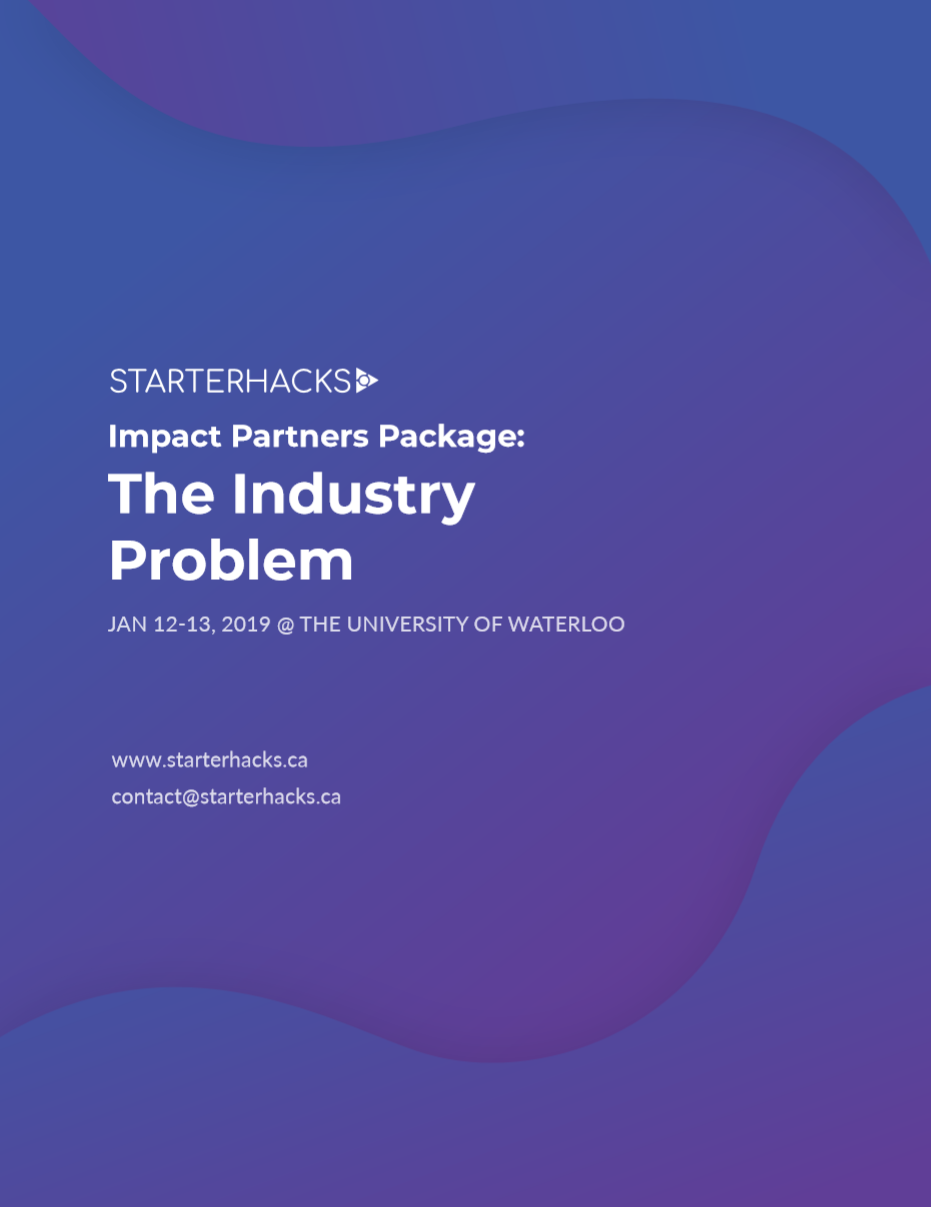 STARTERHACKS
Impact Partners Package:
The Industry
Problem
JAN 12-13, 2019 @ THE UNIVERSITY OF WATERLOO
www.starterhacks.ca
contact@starterhacks.ca